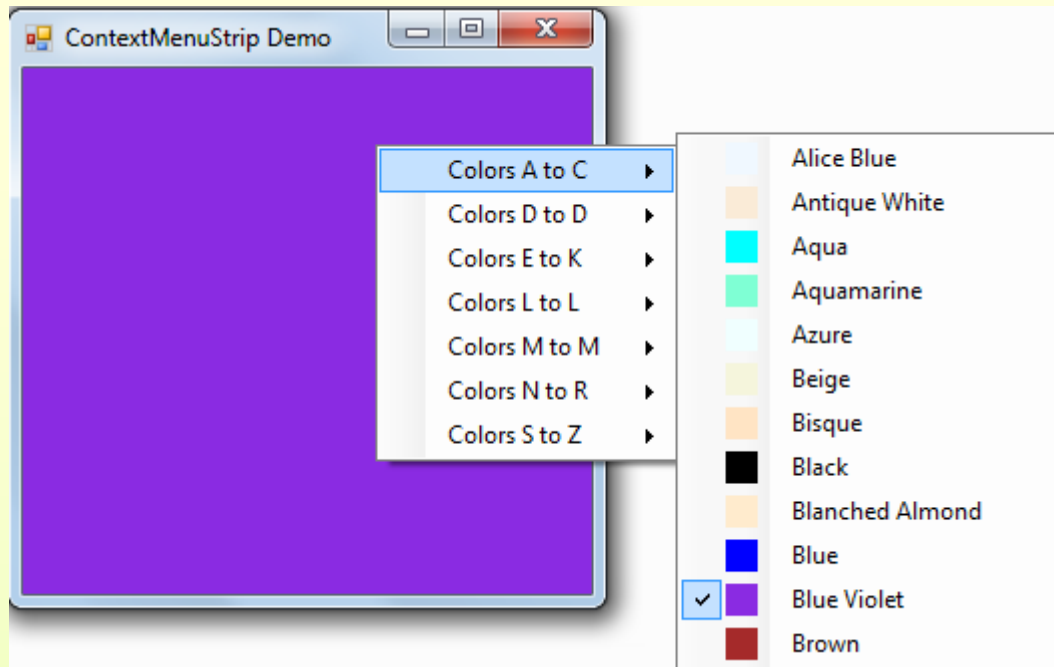 ContextMenuStrip Demo
Colors A to C
Colors D to D
Colors E to K
Colors L to L
Colors M to M
Colors N to R
Colors S to Z
Alice Blue
Antique White
Aqua
Aquamarine
Azure
Beige
Bisque
Black
Blanched Almond
Blue
Blue Violet
Brown